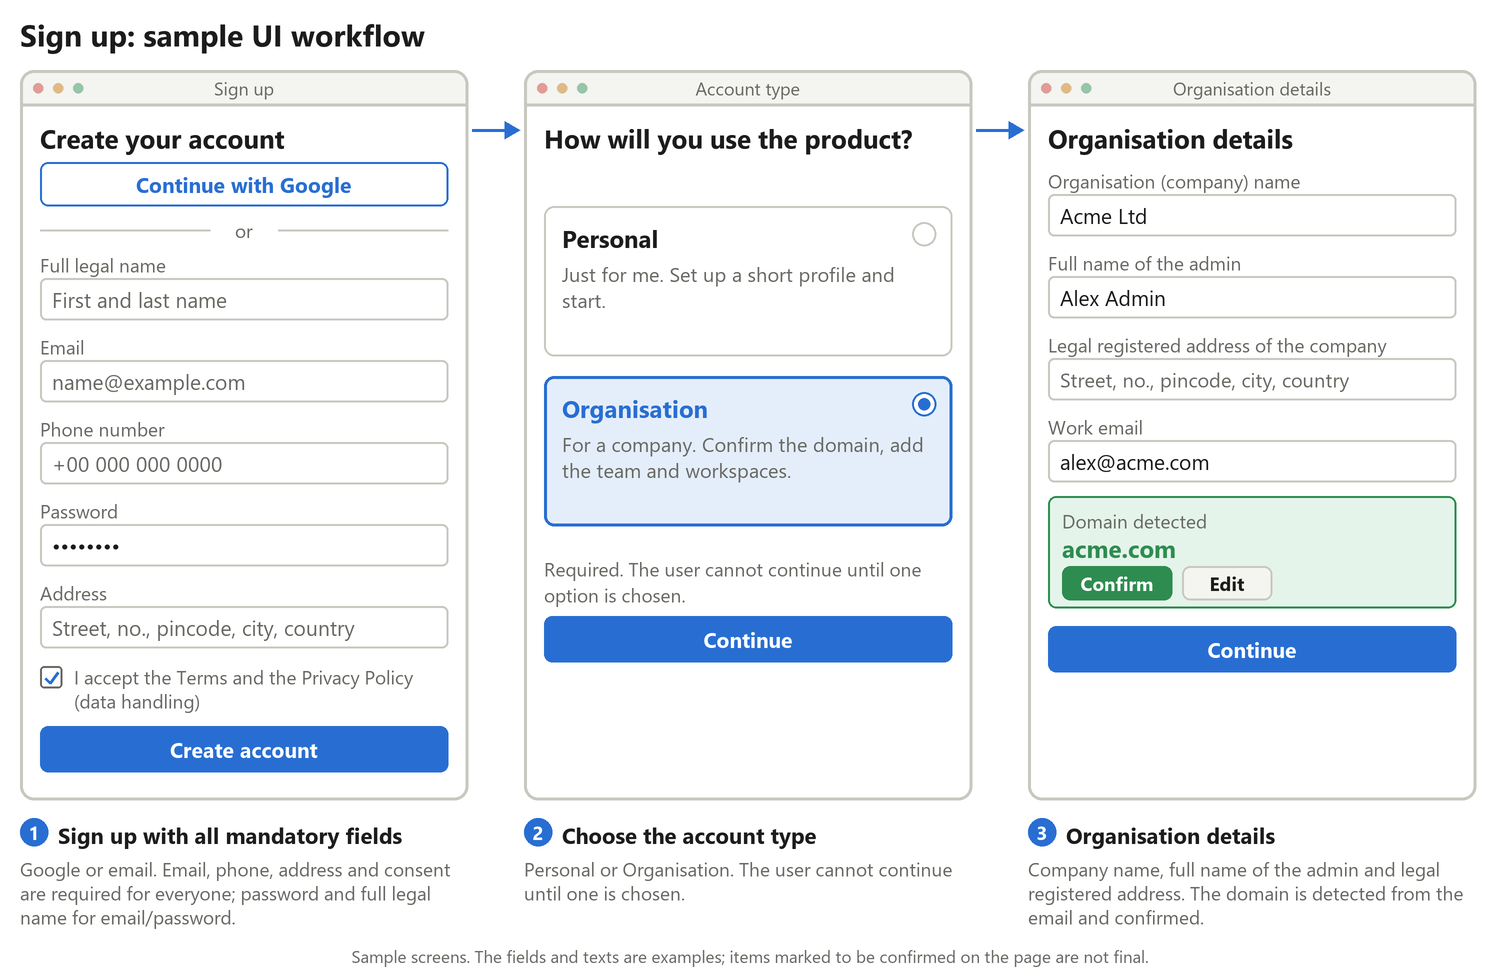 Sign up: sample UI workflow
Sign up
Create your account
Continue with Google
or
Full legal name
First and last name
Email
name@example.com
Phone number
+00 000 000 0000
Password
••••••••
Address
Street, no., pincode, city, country
I accept the Terms and the Privacy Policy
(data handling)
Create account
1 Sign up with all mandatory fields
Google or email. Email, phone, address and consent
are required for everyone; password and full legal
name for email/password.
Account type
How will you use the product?
Personal
Just for me. Set up a short profile and
start.
Organisation
For a company. Confirm the domain, add
the team and workspaces.
Required. The user cannot continue until one
option is chosen.
Continue
2 Choose the account type
Personal or Organisation. The user cannot continue
until one is chosen.
Organisation details
Organisation details
Organisation (company) name
Acme Ltd
Full name of the admin
Alex Admin
Legal registered address of the company
Street, no., pincode, city, country
Work email
alex@acme.com
Domain detected
acme.com
Confirm Edit
Continue
3 Organisation details
Company name, full name of the admin and legal
registered address. The domain is detected from the
email and confirmed.
Sample screens. The fields and texts are examples; items marked to be confirmed on the page are not final.